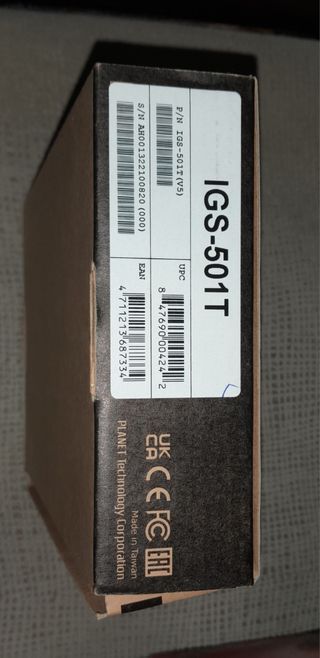 IGS-501T
P/N IGS-501T(V5)
S/N AH001322100820 (000)
UPC
8 47690 00424 2
EAN
4 711213 687334
UK
CA CE FC EAC
Made in Taiwan
PLANET Technology Corporation